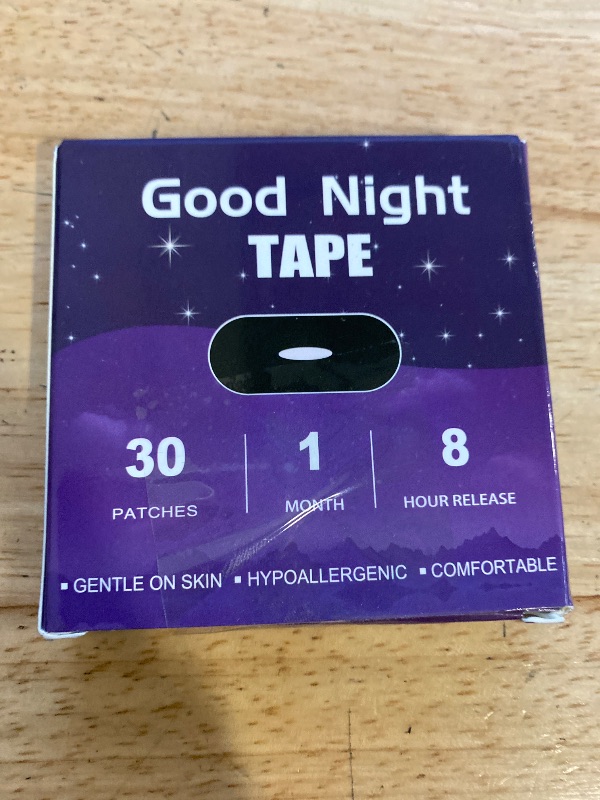 Good Night
TAPE
30 1 8
PATCHES MONTH HOUR RELEASE
▪ GENTLE ON SKIN ▪ HYPOALLERGENIC ▪ COMFORTABLE